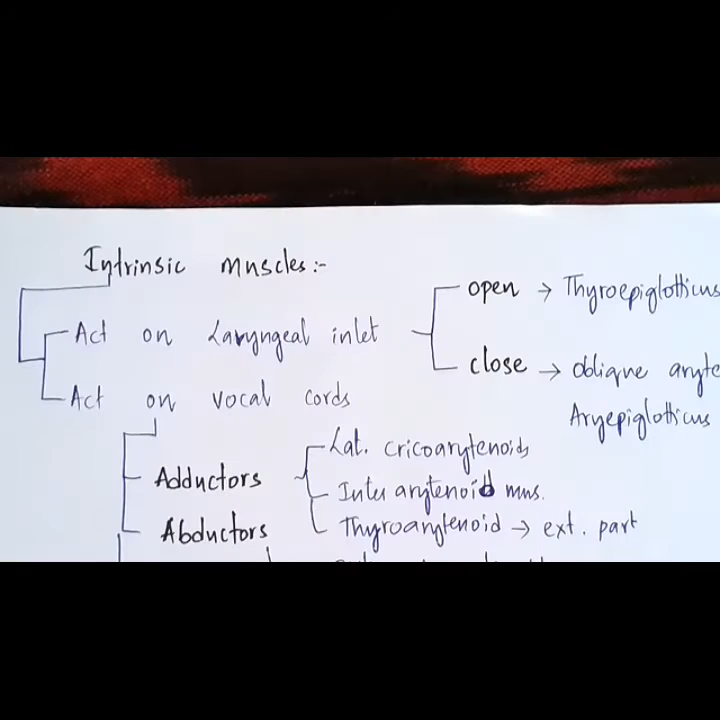 Intrinsic muscles:-
open → Thyroepiglotticus
Act on Laryngeal inlet
close → oblique aryte
Act on vocal cords
Aryepiglotticus
Lat. cricoarytenoids
Adductors
Inter arytenoid mus.
Thyroarytenoid → ext. part
Abductors